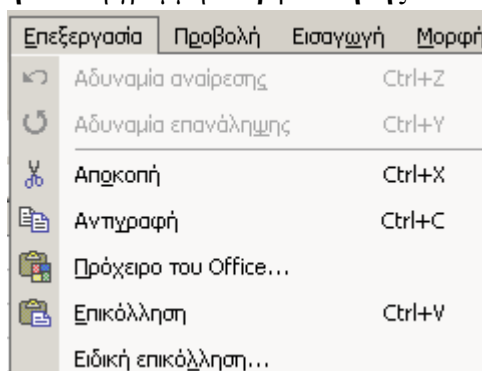 Επεξεργασία Προβολή Εισαγωγή Μορφή
Αδυναμία αναίρεσης Ctrl+Z
Αδυναμία επανάληψης Ctrl+Y
Αποκοπή Ctrl+X
Αντιγραφή Ctrl+C
Πρόχειρο του Office...
Επικόλληση Ctrl+V
Ειδική επικόλληση...